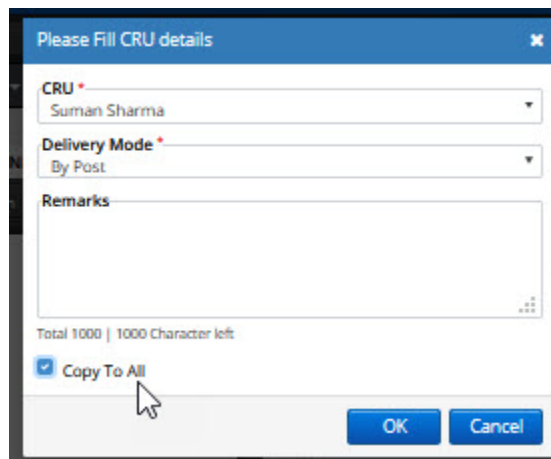 Please Fill CRU details
CRU *
Suman Sharma
Delivery Mode *
By Post
Remarks
Total 1000 | 1000 Character left
Copy To All
OK Cancel